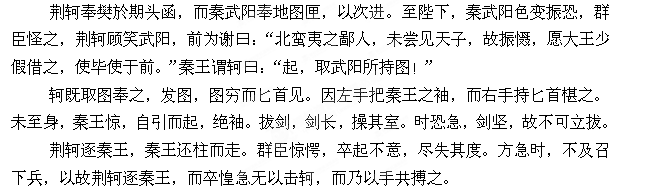 荆轲奉樊於期头函，而秦武阳奉地图匣，以次进。至陛下，秦武阳色变振恐，群
臣怪之，荆轲顾笑武阳，前为谢曰：“北蛮夷之鄙人，未尝见天子，故振慑，愿大王少
假借之，使毕使于前。”秦王谓轲曰：“起，取武阳所持图！”
轲既取图奉之，发图，图穷而匕首见。因左手把秦王之袖，而右手持匕首揕之。
未至身，秦王惊，自引而起，绝袖。拔剑，剑长，操其室。时恐急，剑坚，故不可立拔。
荆轲逐秦王，秦王还柱而走。群臣惊愕，卒起不意，尽失其度。方急时，不及召
下兵，以故荆轲逐秦王，而卒惶急无以击轲，而乃以手共搏之。